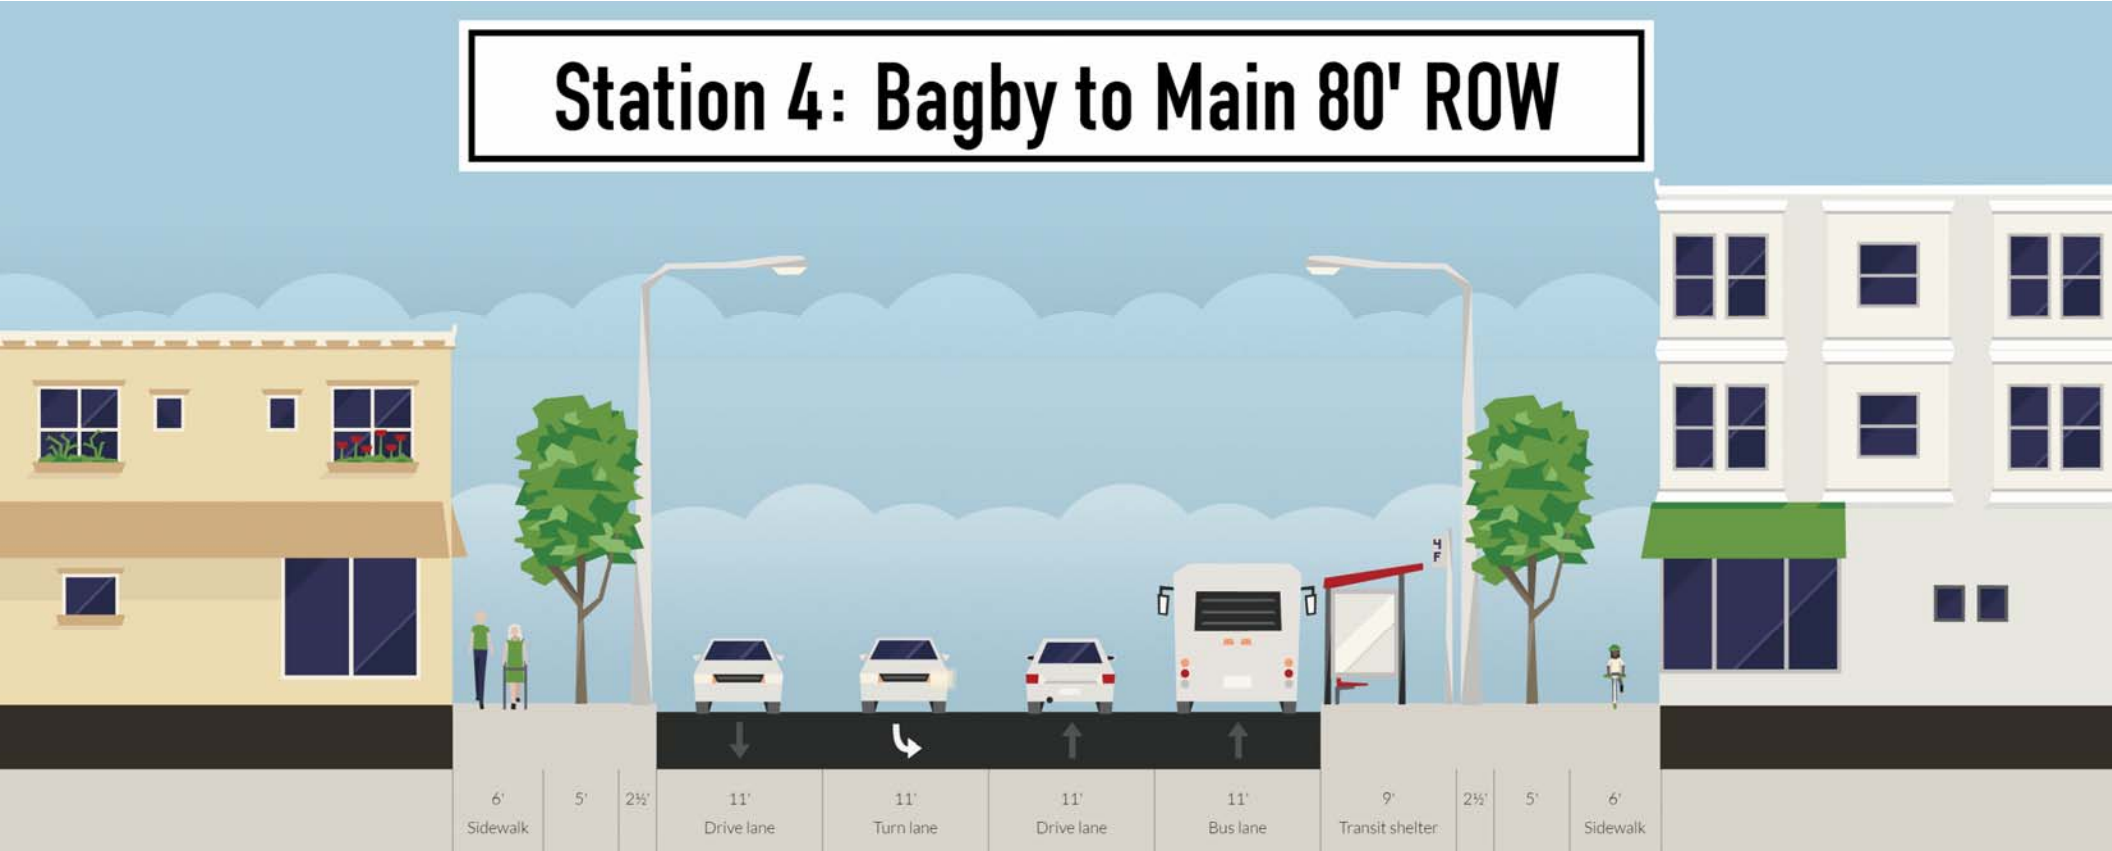 Station 4: Bagby to Main 80' ROW
4
F
6' 5' 2½' 11' 11' 11' 11' 9' 2½' 5' 6'
Sidewalk Drive lane Turn lane Drive lane Bus lane Transit shelter Sidewalk